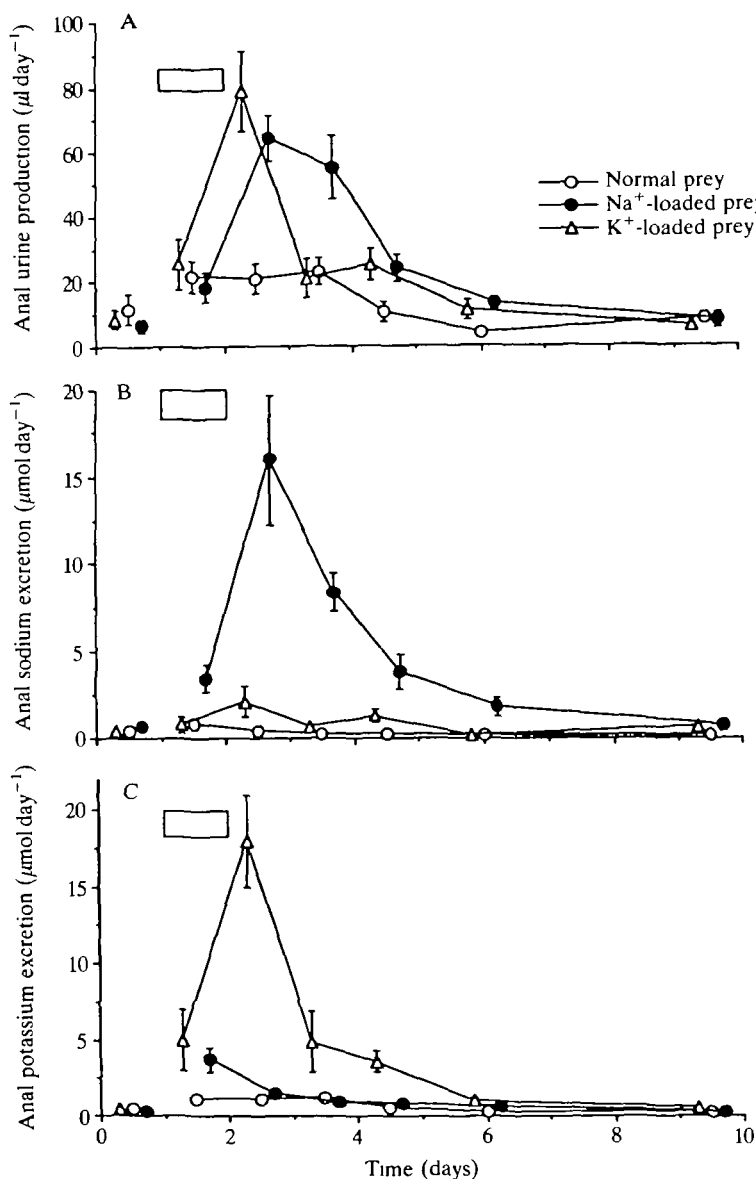 A
Anal urine production (μl day⁻¹)
100
80
60
40
20
0
Normal prey
Na⁺-loaded prey
K⁺-loaded prey
B
Anal sodium excretion (μmol day⁻¹)
20
15
10
5
0
C
Anal potassium excretion (μmol day⁻¹)
20
15
10
5
0
0 2 4 6 8 10
Time (days)